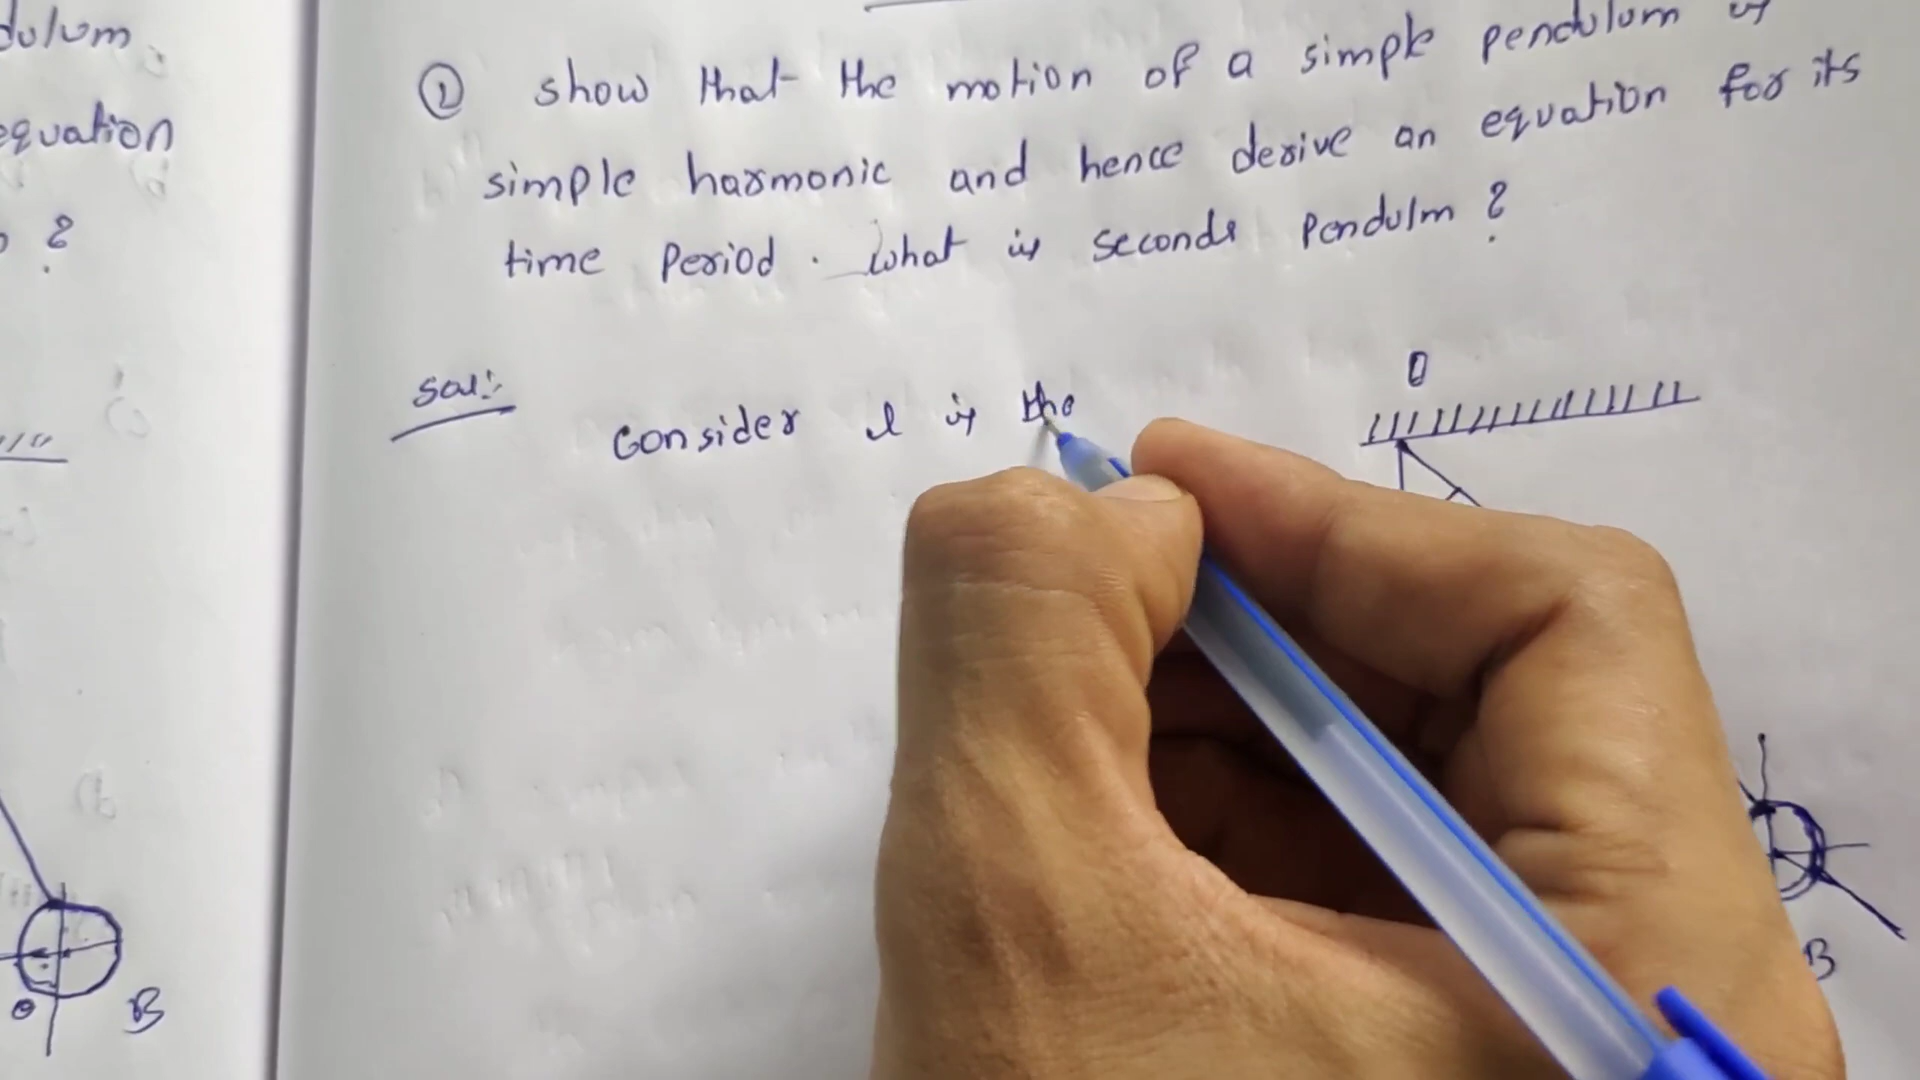 dulum
equation
?
① show that the motion of a simple pendulum is
simple harmonic and hence derive an equation for its
time period . what is seconds pendulm ?
Sol:-
Consider l is the
O
B
θ
B